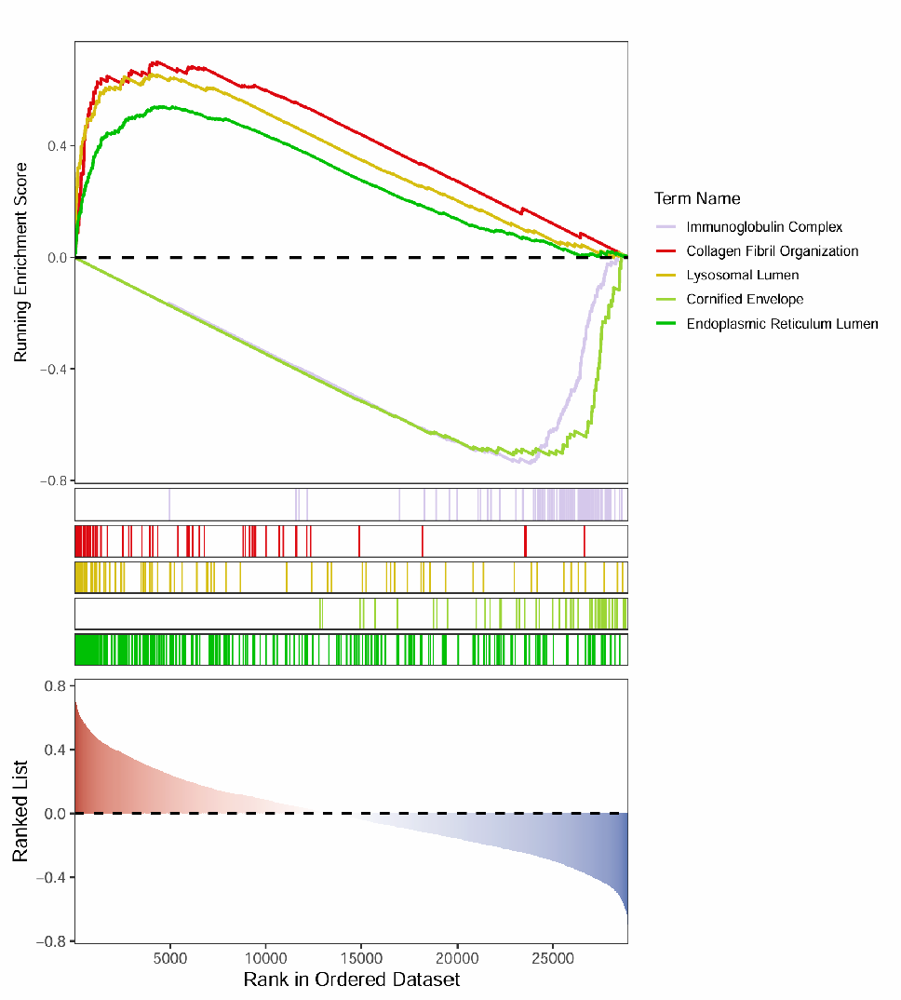 Running Enrichment Score
0.4
0.0
−0.4
−0.8
Term Name
Immunoglobulin Complex
Collagen Fibril Organization
Lysosomal Lumen
Cornified Envelope
Endoplasmic Reticulum Lumen
Ranked List
0.8
0.4
0.0
−0.4
−0.8
5000 10000 15000 20000 25000
Rank in Ordered Dataset